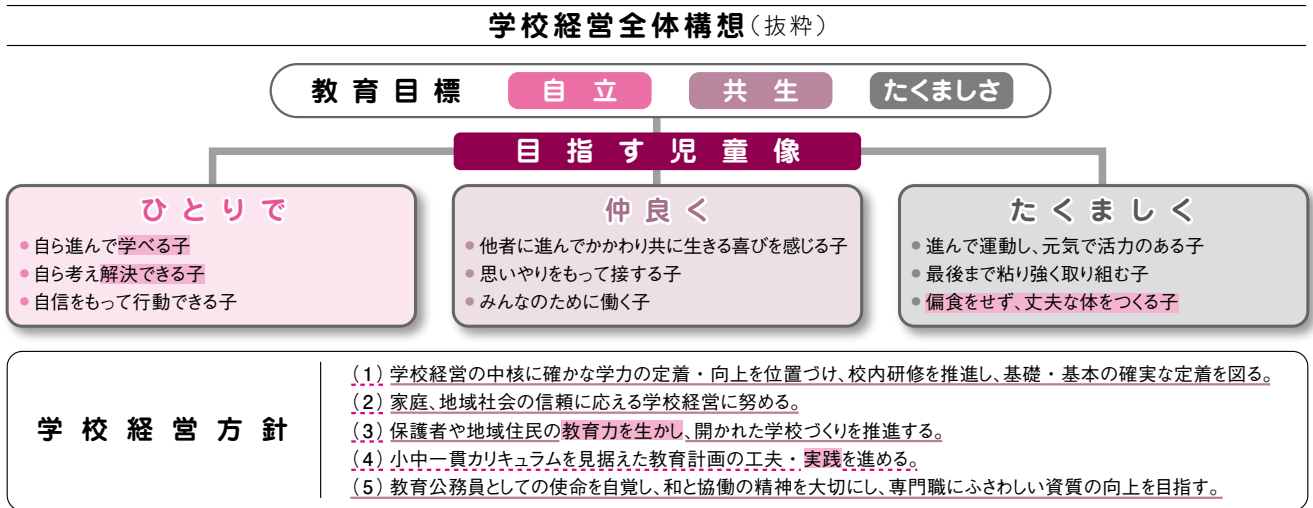 学校経営全体構想（抜粋）
教育目標 自立 共生 たくましさ
目指す児童像
ひとりで
●自ら進んで学べる子
●自ら考え解決できる子
●自信をもって行動できる子
仲良く
●他者に進んでかかわり共に生きる喜びを感じる子
●思いやりをもって接する子
●みんなのために働く子
たくましく
●進んで運動し、元気で活力のある子
●最後まで粘り強く取り組む子
●偏食をせず、丈夫な体をつくる子
学校経営方針
（1）学校経営の中核に確かな学力の定着・向上を位置づけ、校内研修を推進し、基礎・基本の確実な定着を図る。
（2）家庭、地域社会の信頼に応える学校経営に努める。
（3）保護者や地域住民の教育力を生かし、開かれた学校づくりを推進する。
（4）小中一貫カリキュラムを見据えた教育計画の工夫・実践を進める。
（5）教育公務員としての使命を自覚し、和と協働の精神を大切にし、専門職にふさわしい資質の向上を目指す。